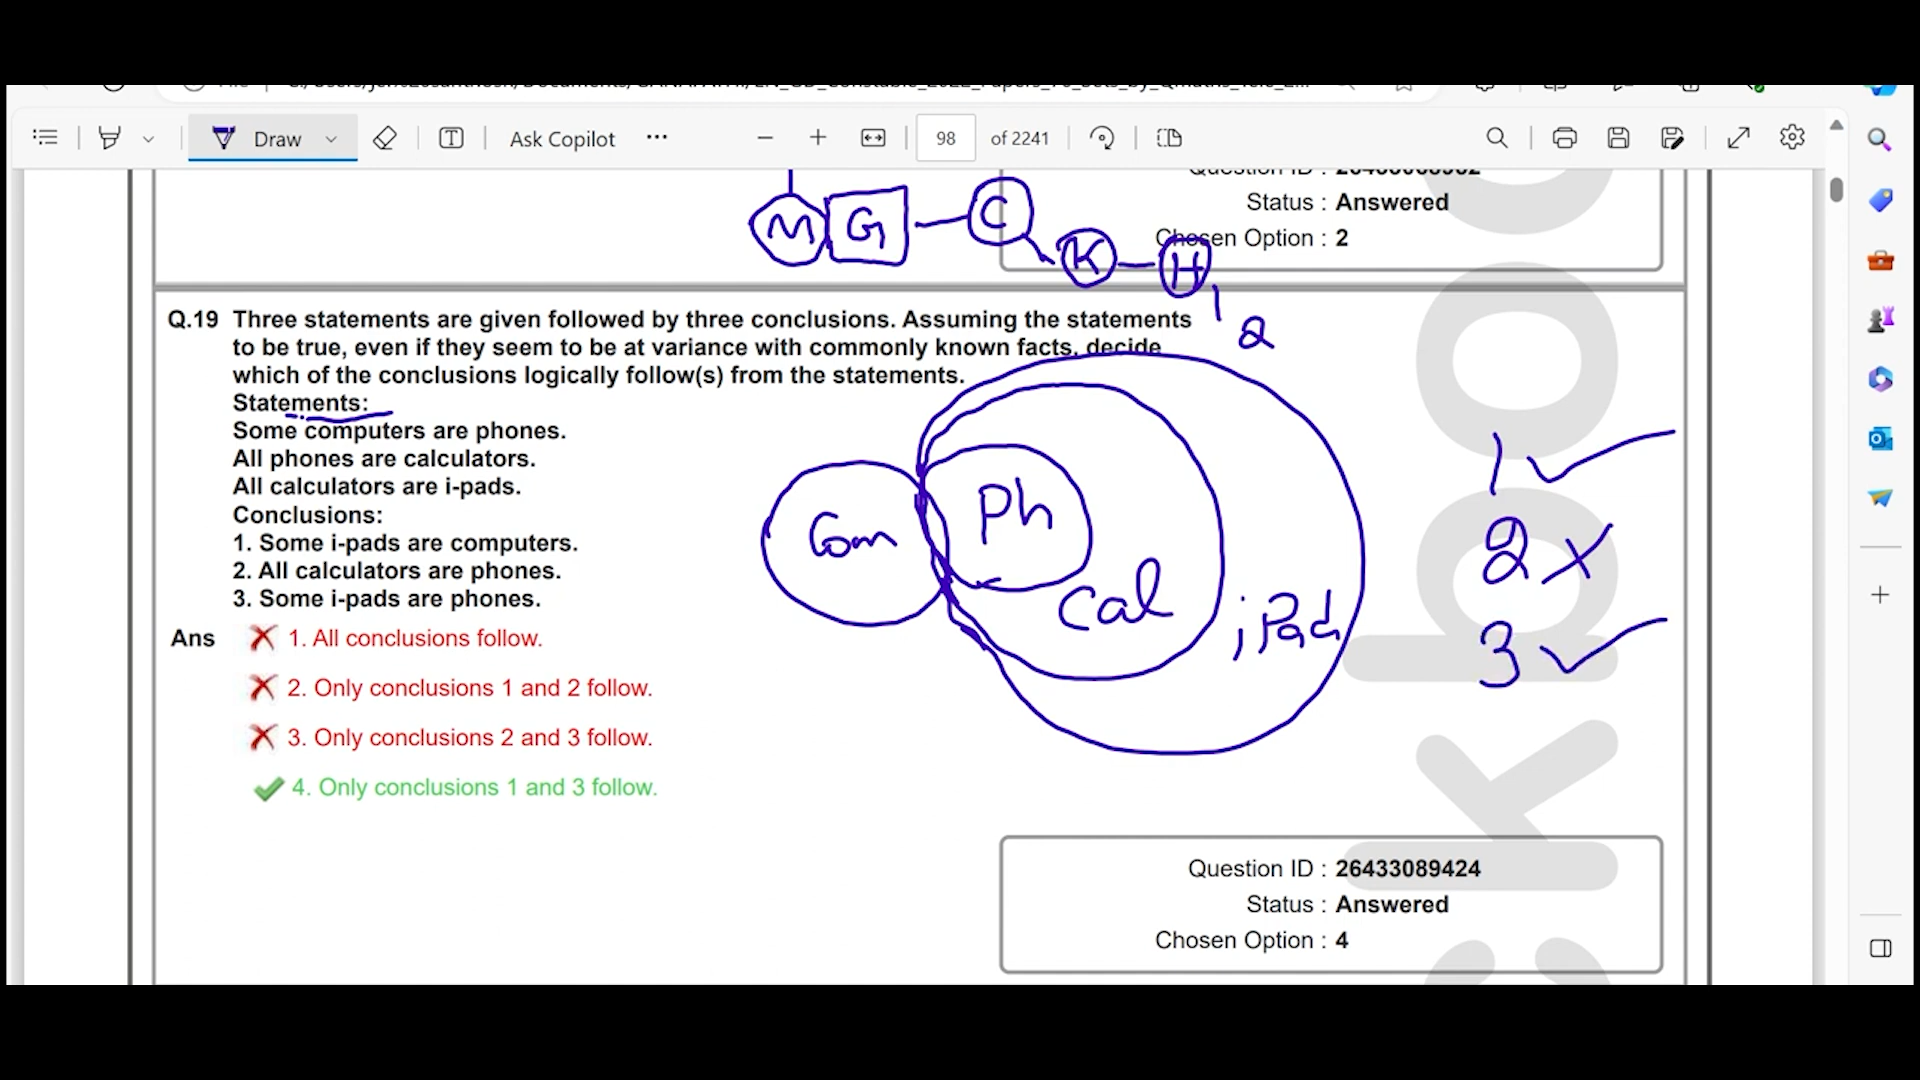 Draw
Ask Copilot
98 of 2241
Status : Answered
Chosen Option : 2
M G C K H
1 2
Q.19 Three statements are given followed by three conclusions. Assuming the statements
to be true, even if they seem to be at variance with commonly known facts, decide
which of the conclusions logically follow(s) from the statements.
Statements:
Some computers are phones.
All phones are calculators.
All calculators are i-pads.
Conclusions:
1. Some i-pads are computers.
2. All calculators are phones.
3. Some i-pads are phones.
Com Ph Cal iPad
1
2 x
3
Ans 1. All conclusions follow.
2. Only conclusions 1 and 2 follow.
3. Only conclusions 2 and 3 follow.
4. Only conclusions 1 and 3 follow.
Question ID : 26433089424
Status : Answered
Chosen Option : 4